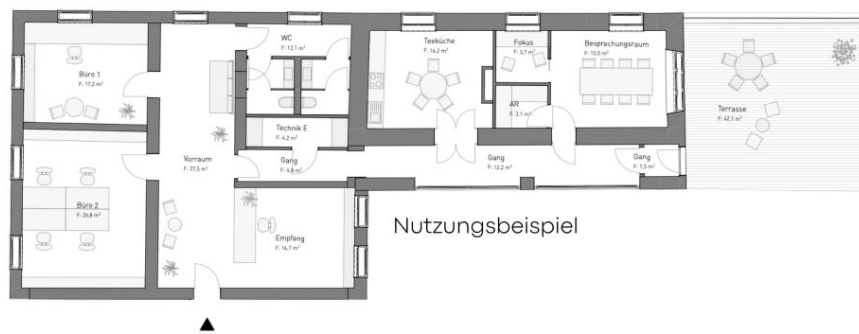 WC
F: 12,1 m²
Teeküche
F: 16,2 m²
Fokus
F: 3,7 m²
Besprechungsraum
F: 15,5 m²
Büro 1
F: 17,2 m²
AR
F: 3,1 m²
Terrasse
F: 42,1 m²
Technik E
F: 4,2 m²
Vorraum
F: 27,5 m²
Gang
F: 4,8 m²
Gang
F: 12,2 m²
Gang
F: 1,5 m²
Büro 2
F: 26,8 m²
Empfang
F: 14,7 m²
Nutzungsbeispiel